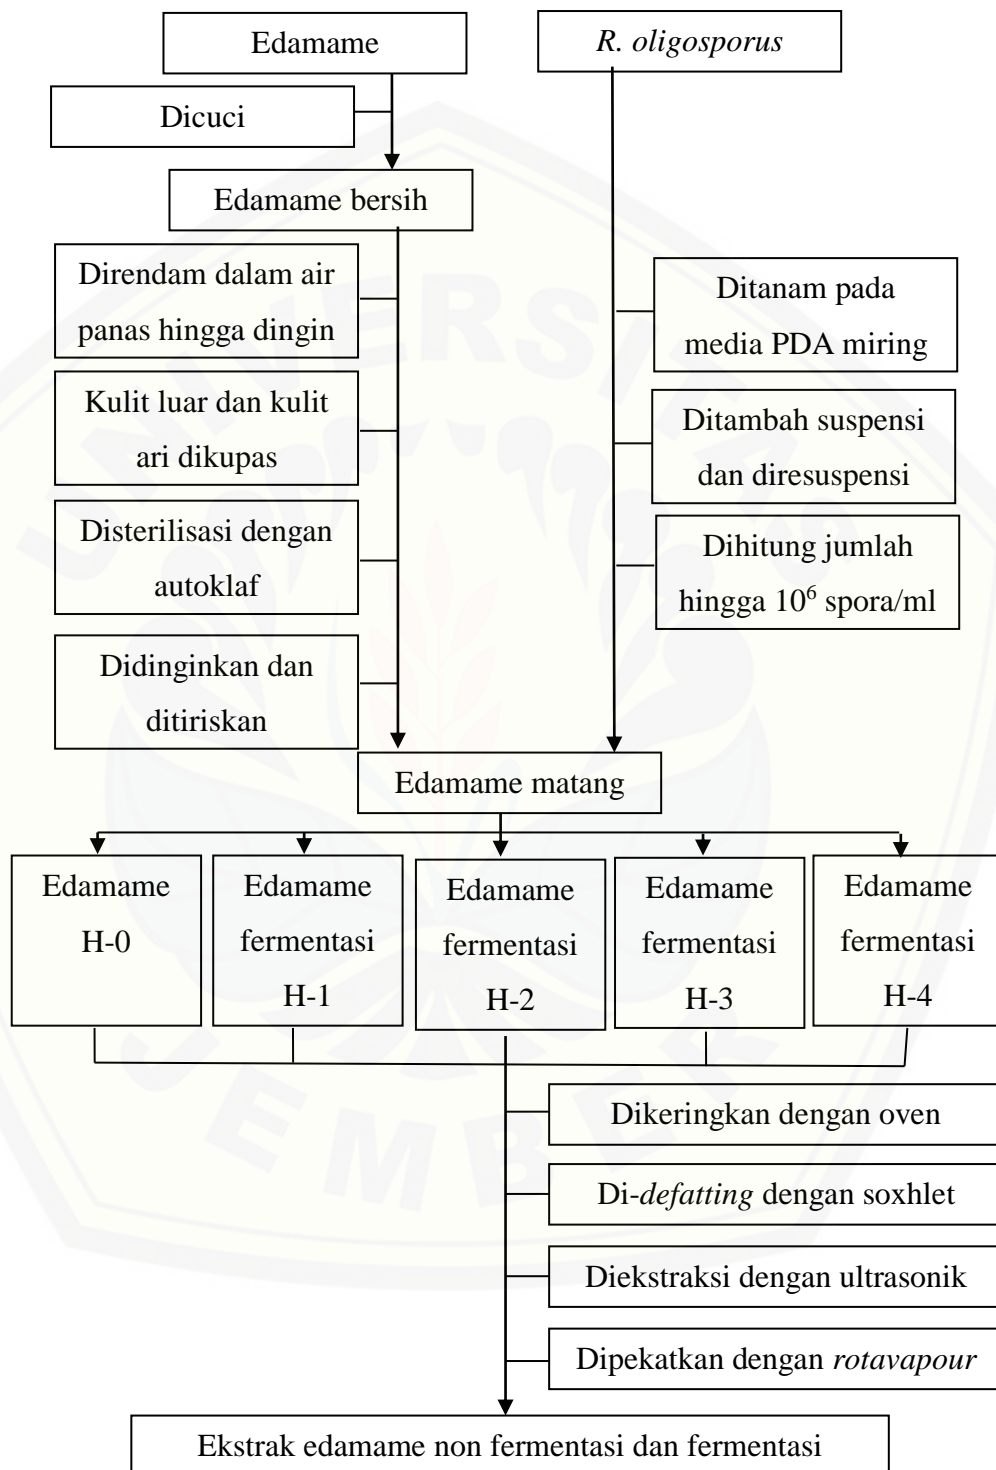 Edamame
R. oligosporus
Dicuci
Edamame bersih
Direndam dalam air
panas hingga dingin
Ditanam pada
media PDA miring
Kulit luar dan kulit
ari dikupas
Ditambah suspensi
dan diresuspensi
Disterilisasi dengan
autoklaf
Dihitung jumlah
hingga 10⁶ spora/ml
Didinginkan dan
ditiriskan
Edamame matang
Edamame
H-0
Edamame
fermentasi
H-1
Edamame
fermentasi
H-2
Edamame
fermentasi
H-3
Edamame
fermentasi
H-4
Dikeringkan dengan oven
Di-defatting dengan soxhlet
Diekstraksi dengan ultrasonik
Dipekatkan dengan rotavapour
Ekstrak edamame non fermentasi dan fermentasi
UNIVERSITAS
JEMBER